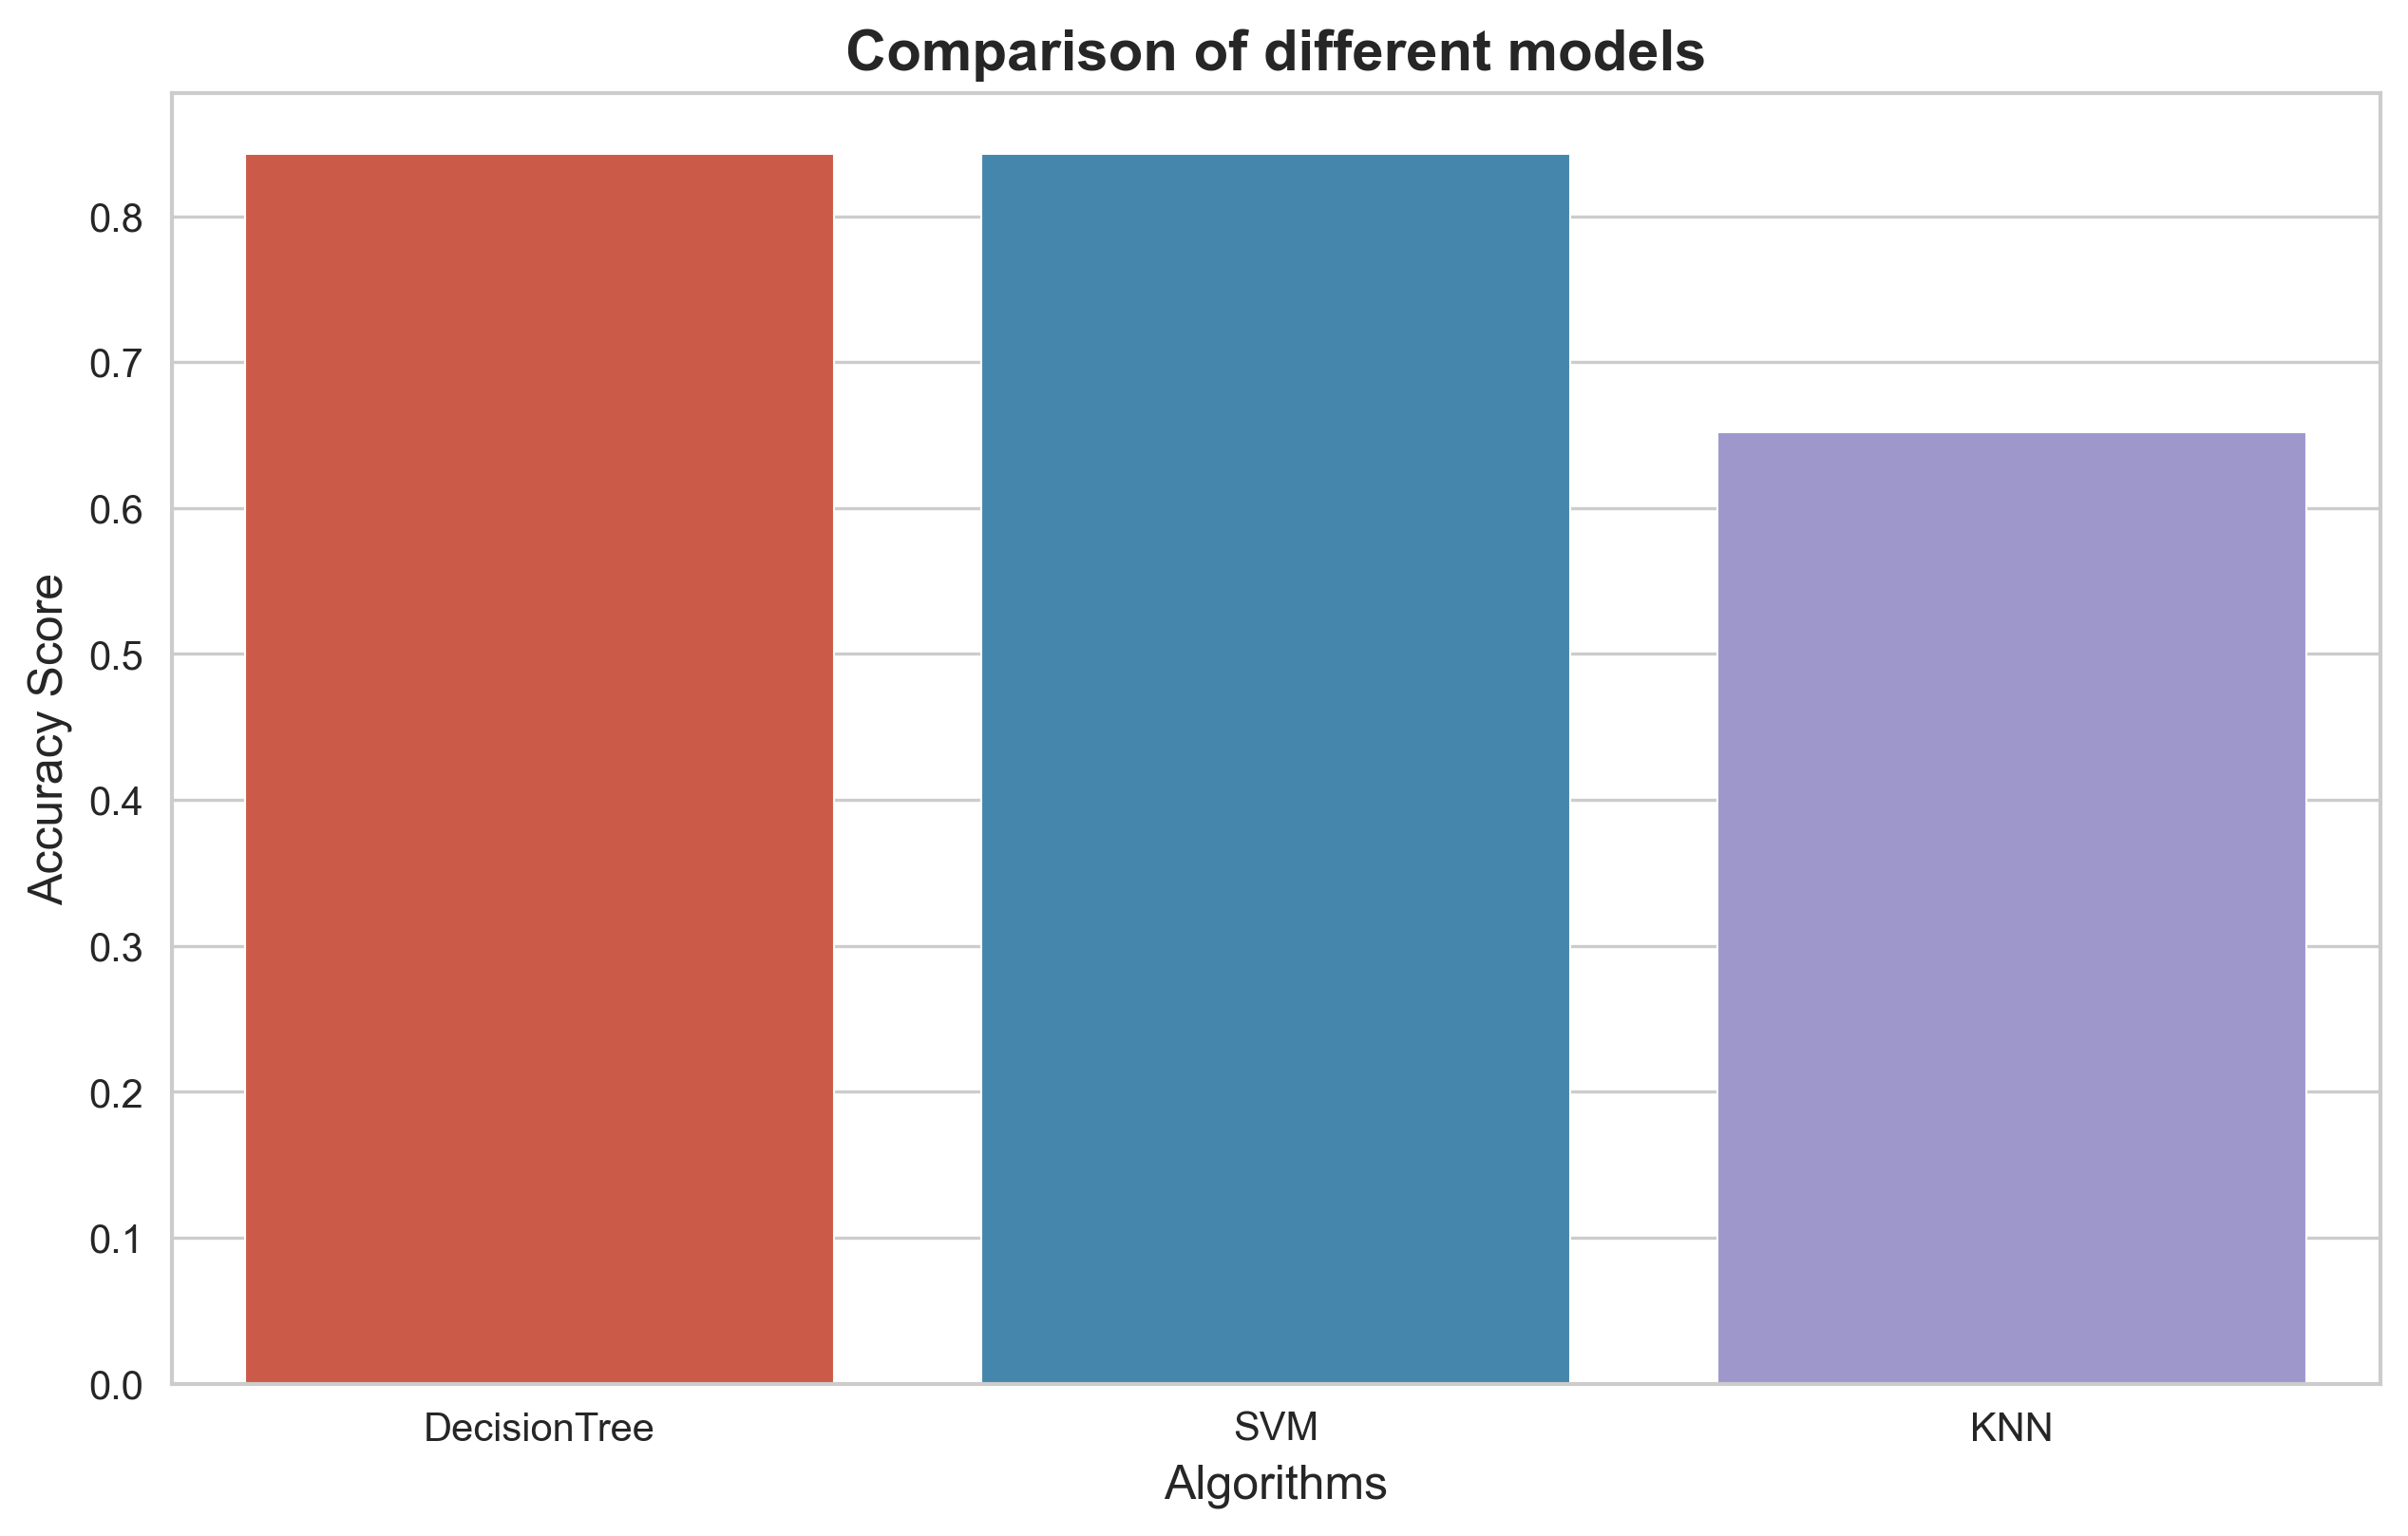 Comparison of different models
Accuracy Score
0.8
0.7
0.6
0.5
0.4
0.3
0.2
0.1
0.0
DecisionTree
SVM
KNN
Algorithms